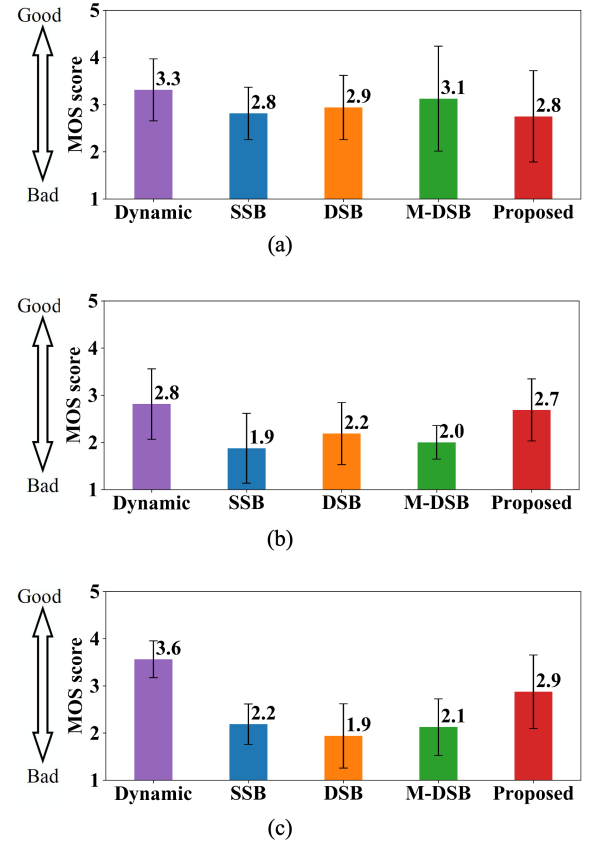 Good
Bad
MOS score
5
4
3
2
1
3.3
2.8
2.9
3.1
2.8
Dynamic SSB DSB M-DSB Proposed
(a)
Good
Bad
MOS score
5
4
3
2
1
2.8
1.9
2.2
2.0
2.7
Dynamic SSB DSB M-DSB Proposed
(b)
Good
Bad
MOS score
5
4
3
2
1
3.6
2.2
1.9
2.1
2.9
Dynamic SSB DSB M-DSB Proposed
(c)